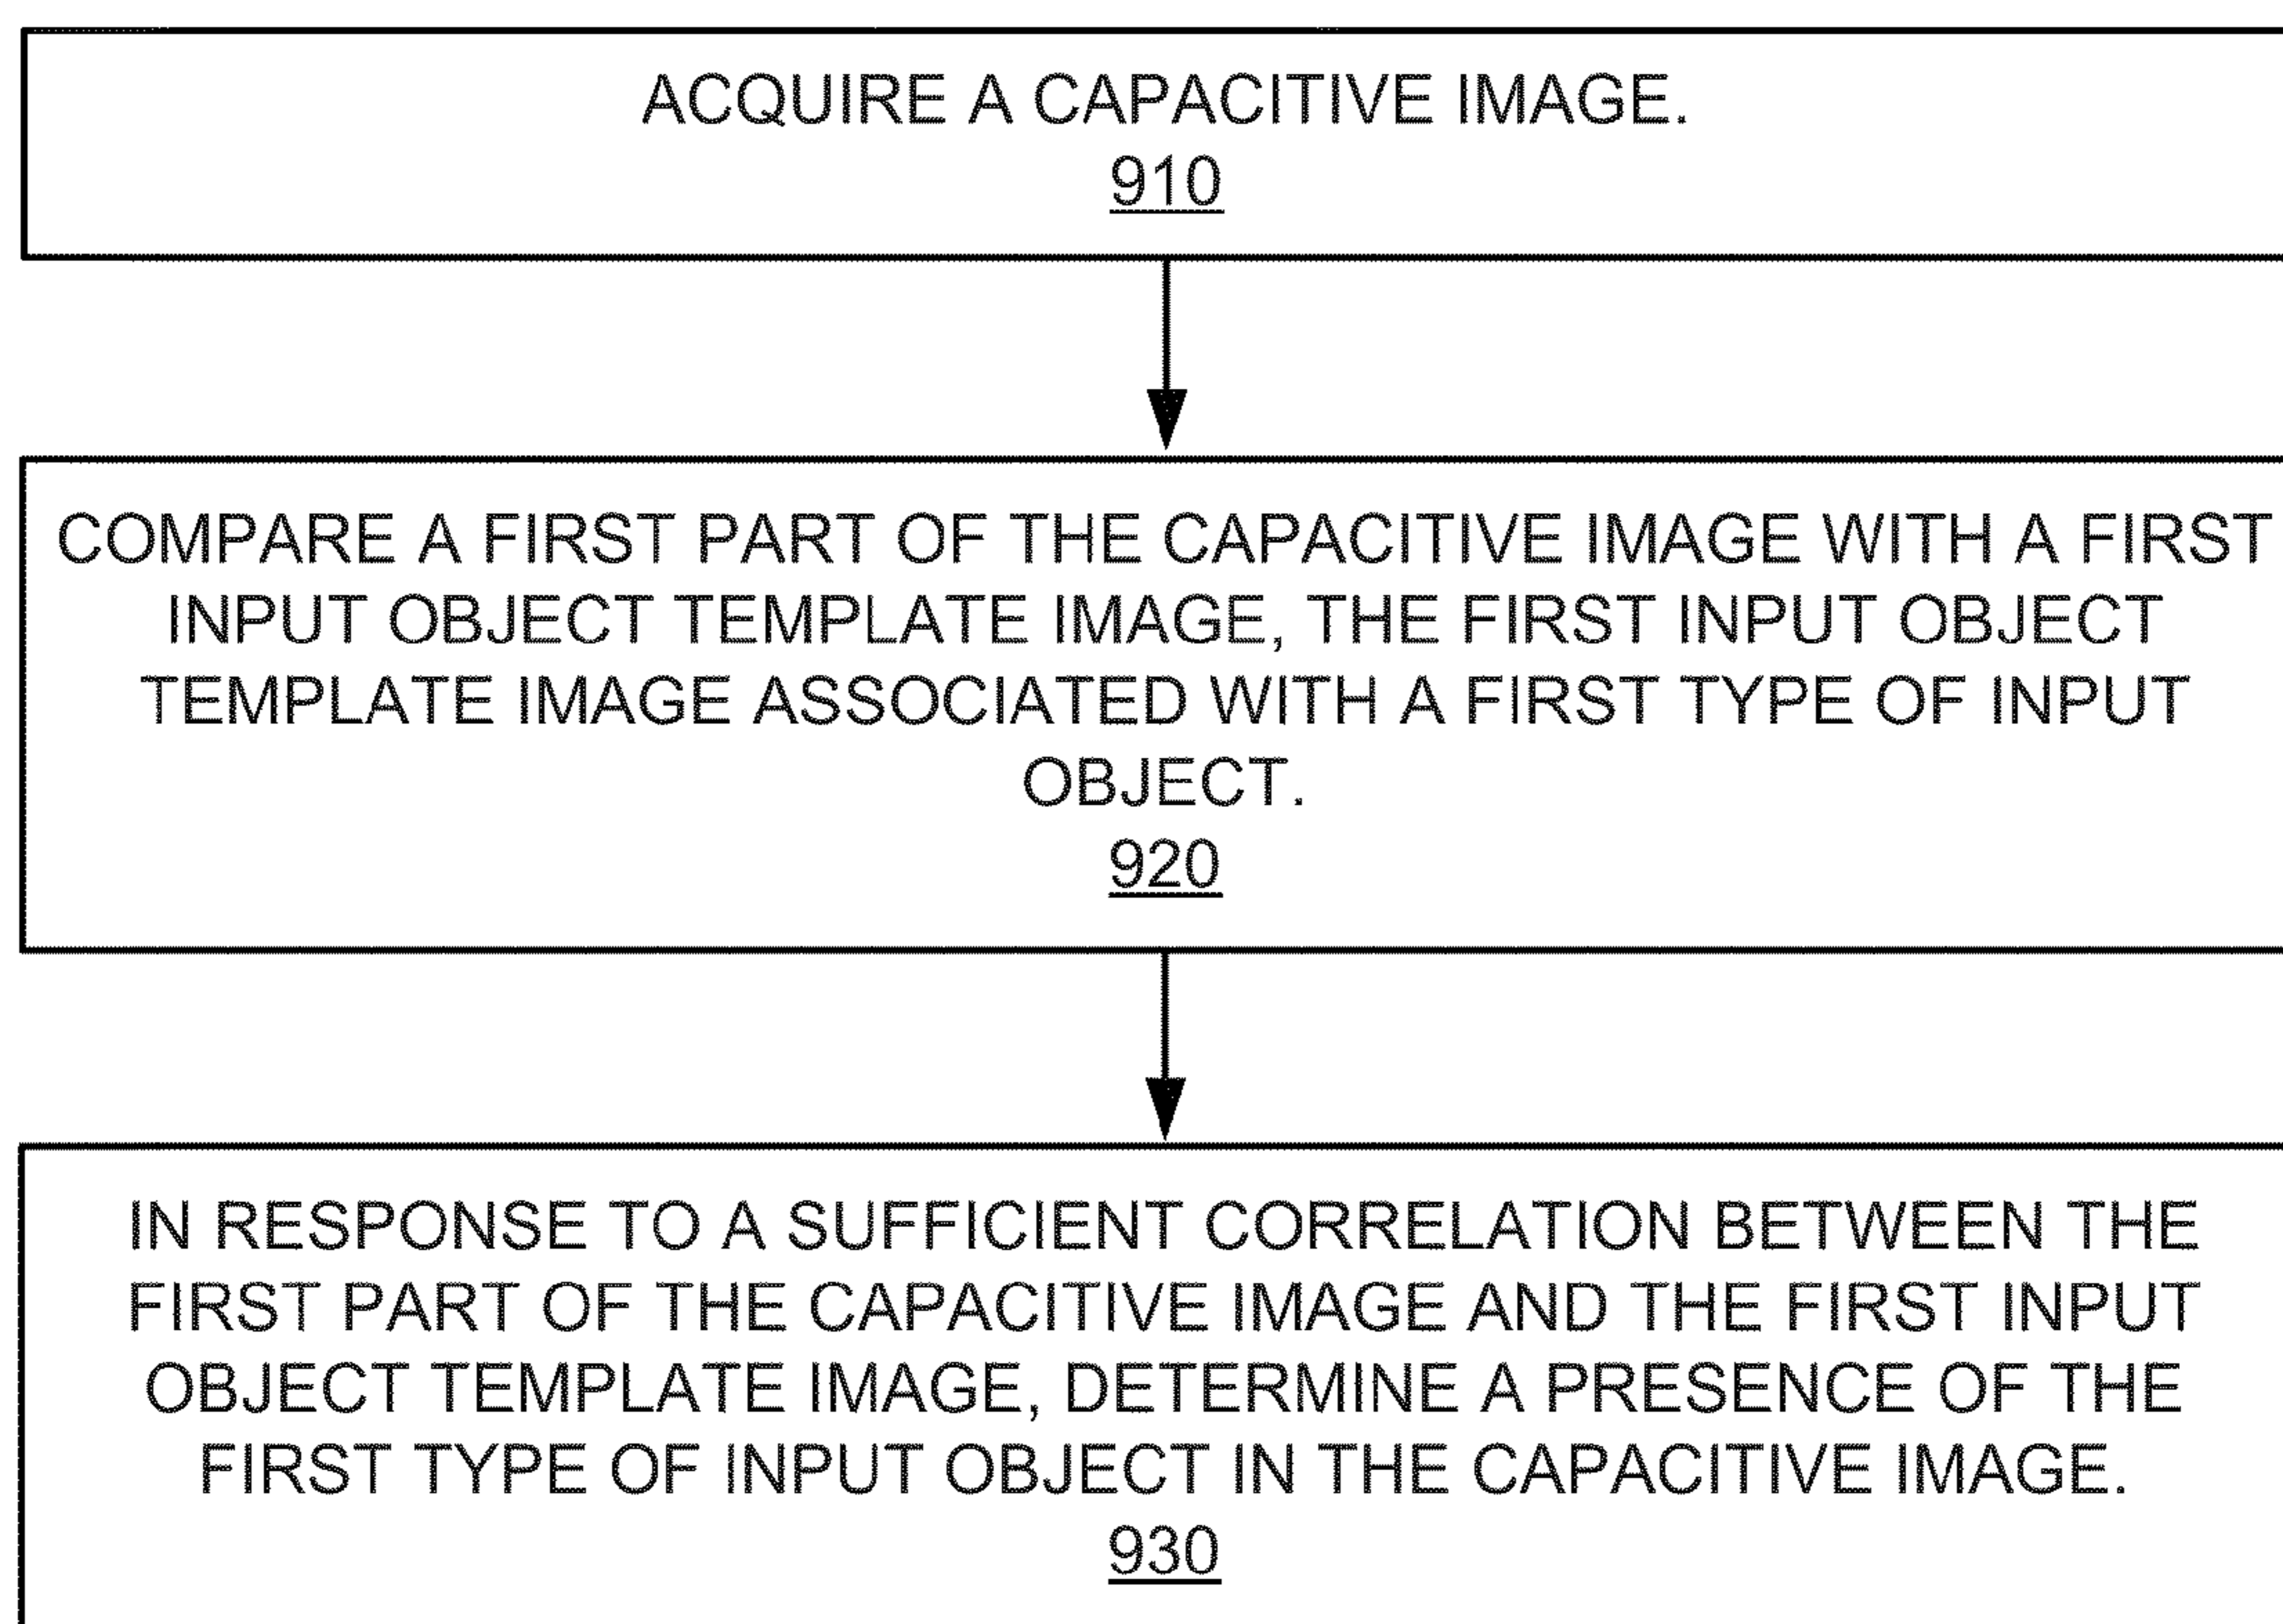 ACQUIRE A CAPACITIVE IMAGE.
910
COMPARE A FIRST PART OF THE CAPACITIVE IMAGE WITH A FIRST
INPUT OBJECT TEMPLATE IMAGE, THE FIRST INPUT OBJECT
TEMPLATE IMAGE ASSOCIATED WITH A FIRST TYPE OF INPUT
OBJECT.
920
IN RESPONSE TO A SUFFICIENT CORRELATION BETWEEN THE
FIRST PART OF THE CAPACITIVE IMAGE AND THE FIRST INPUT
OBJECT TEMPLATE IMAGE, DETERMINE A PRESENCE OF THE
FIRST TYPE OF INPUT OBJECT IN THE CAPACITIVE IMAGE.
930